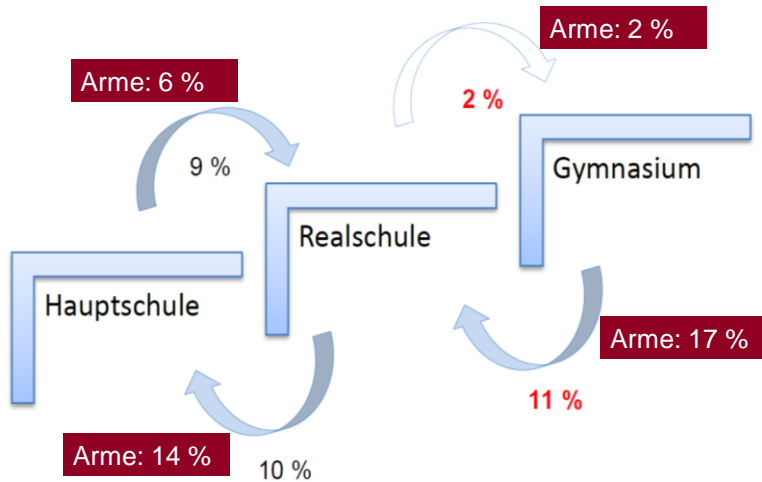 Arme: 2 %
Arme: 6 %
2 %
9 %
Gymnasium
Realschule
Hauptschule
Arme: 17 %
11 %
Arme: 14 %
10 %